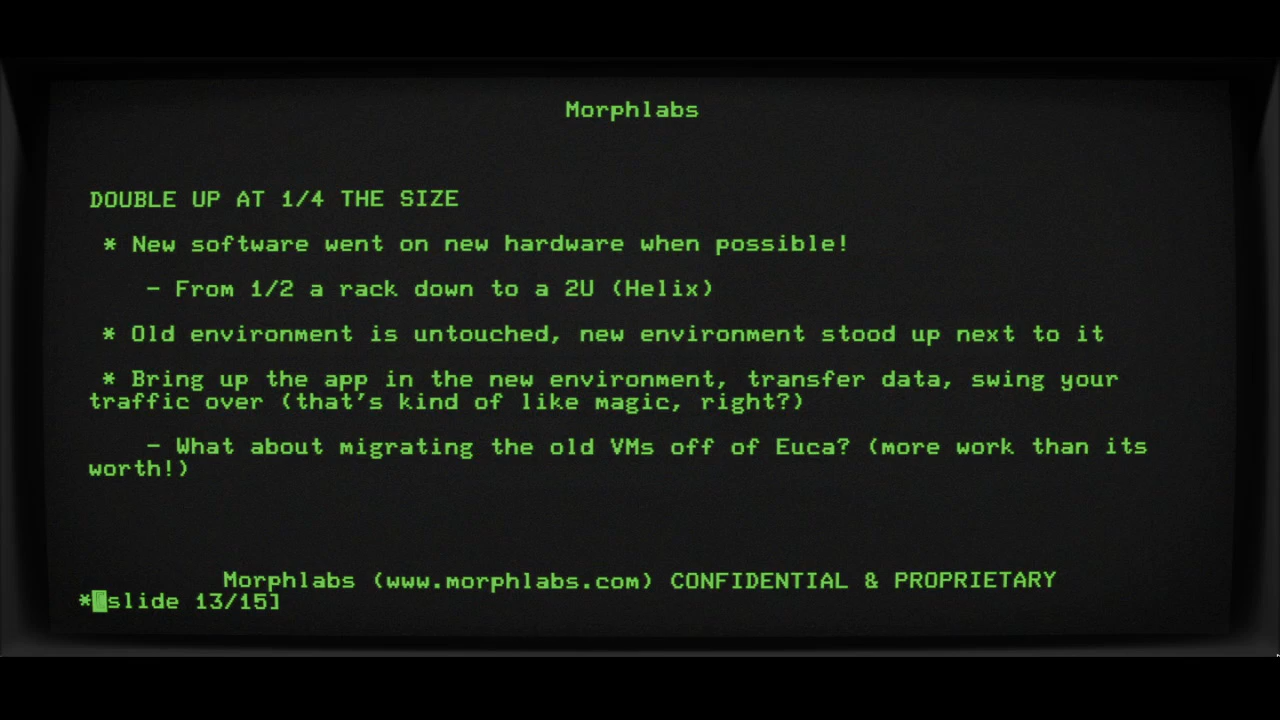 Morphlabs
DOUBLE UP AT 1/4 THE SIZE
* New software went on new hardware when possible!
- From 1/2 a rack down to a 2U (Helix)
* Old environment is untouched, new environment stood up next to it
* Bring up the app in the new environment, transfer data, swing your
traffic over (that's kind of like magic, right?)
- What about migrating the old VMs off of Euca? (more work than its
worth!)
Morphlabs (www.morphlabs.com) CONFIDENTIAL & PROPRIETARY
*[slide 13/15]